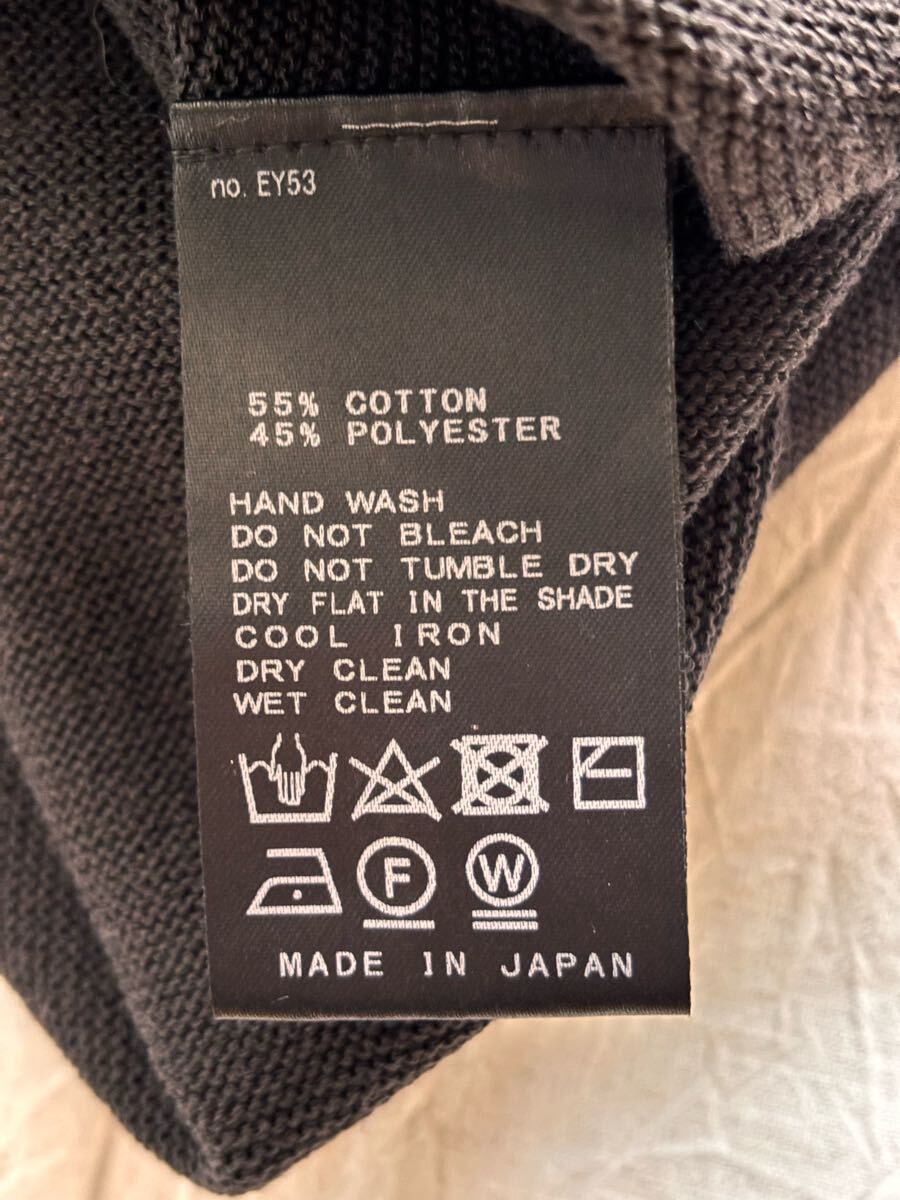 no. EY53
55% COTTON
45% POLYESTER
HAND WASH
DO NOT BLEACH
DO NOT TUMBLE DRY
DRY FLAT IN THE SHADE
COOL IRON
DRY CLEAN
WET CLEAN
F W
MADE IN JAPAN